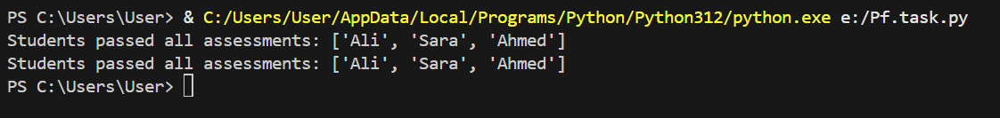 PS C:\Users\User> & C:/Users/User/AppData/Local/Programs/Python/Python312/python.exe e:/Pf.task.py
Students passed all assessments: ['Ali', 'Sara', 'Ahmed']
Students passed all assessments: ['Ali', 'Sara', 'Ahmed']
PS C:\Users\User>